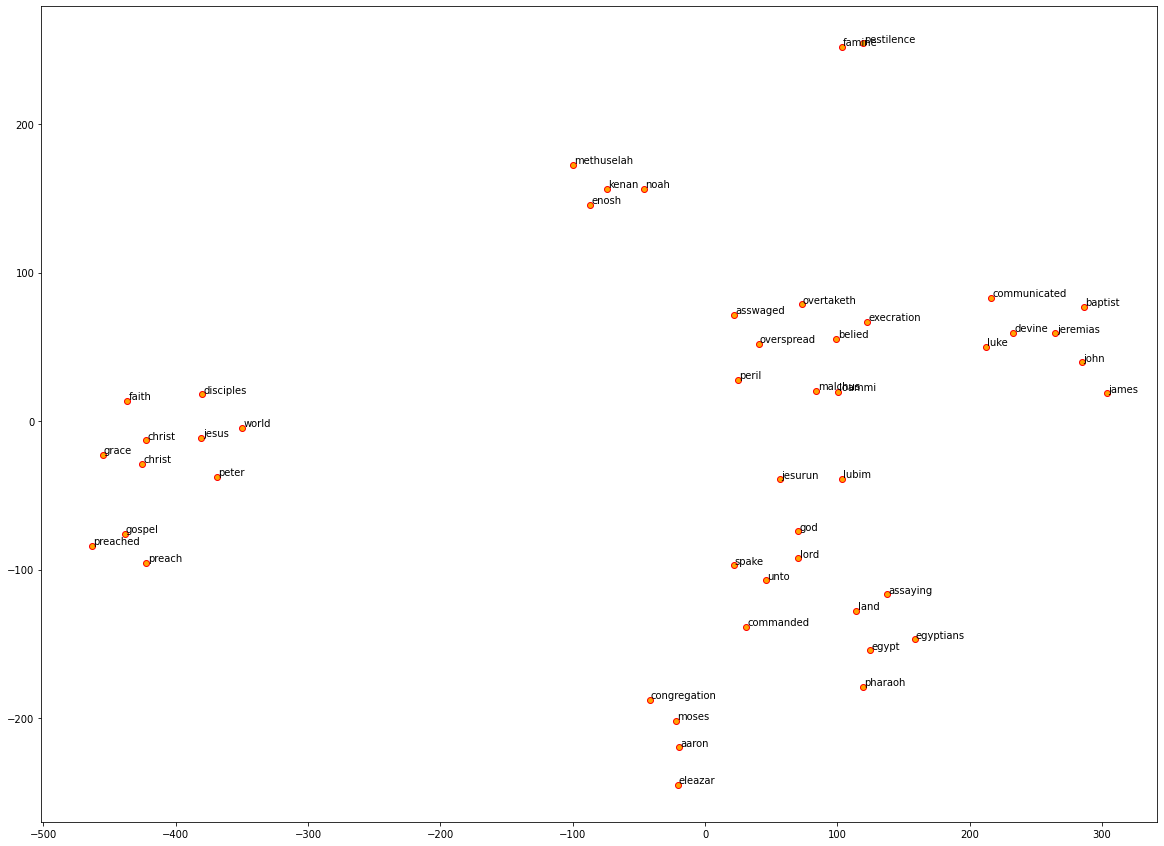 famine pestilence
200
methuselah
kenan noah
enosh
100
communicated
overtaketh baptist
asswaged execration
devine jeremias
overspread belied luke
john
peril
malchus loammi james
disciples
faith
0
world
christ jesus
grace
christ
peter
jesurun lubim
god
gospel
preached
lord
preach spake
−100
unto
assaying
land
commanded
egyptians
egypt
pharaoh
congregation
−200
moses
aaron
eleazar
−500 −400 −300 −200 −100 0 100 200 300